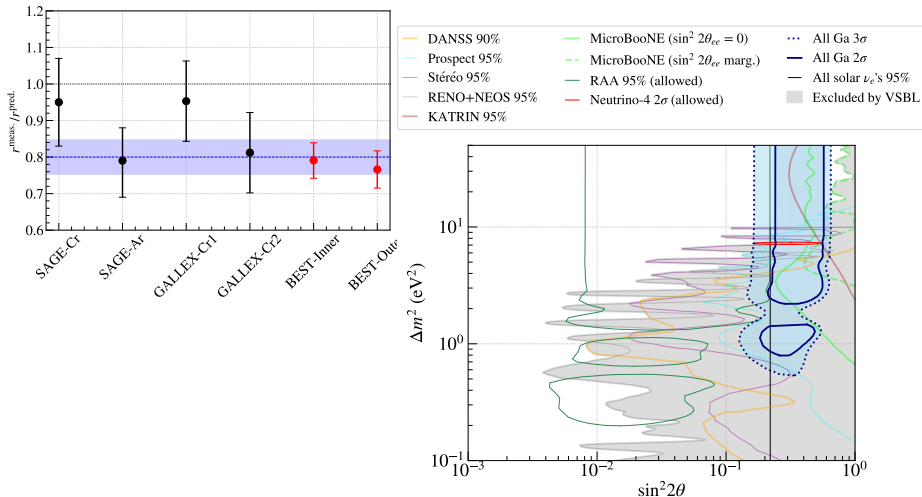 1.2
1.1
1.0
0.9
0.8
0.7
0.6
r^meas./r^pred.
SAGE-Cr
SAGE-Ar
GALLEX-Cr1
GALLEX-Cr2
BEST-Inner
BEST-Oute
DANSS 90%
Prospect 95%
Stéréo 95%
RENO+NEOS 95%
KATRIN 95%
MicroBooNE (sin² 2θ_ee = 0)
MicroBooNE (sin² 2θ_ee marg.)
RAA 95% (allowed)
Neutrino-4 2σ (allowed)
All Ga 3σ
All Ga 2σ
All solar ν_e's 95%
Excluded by VSBL
10¹
10⁰
10⁻¹
Δm² (eV²)
10⁻³
10⁻²
10⁻¹
10⁰
sin²2θ